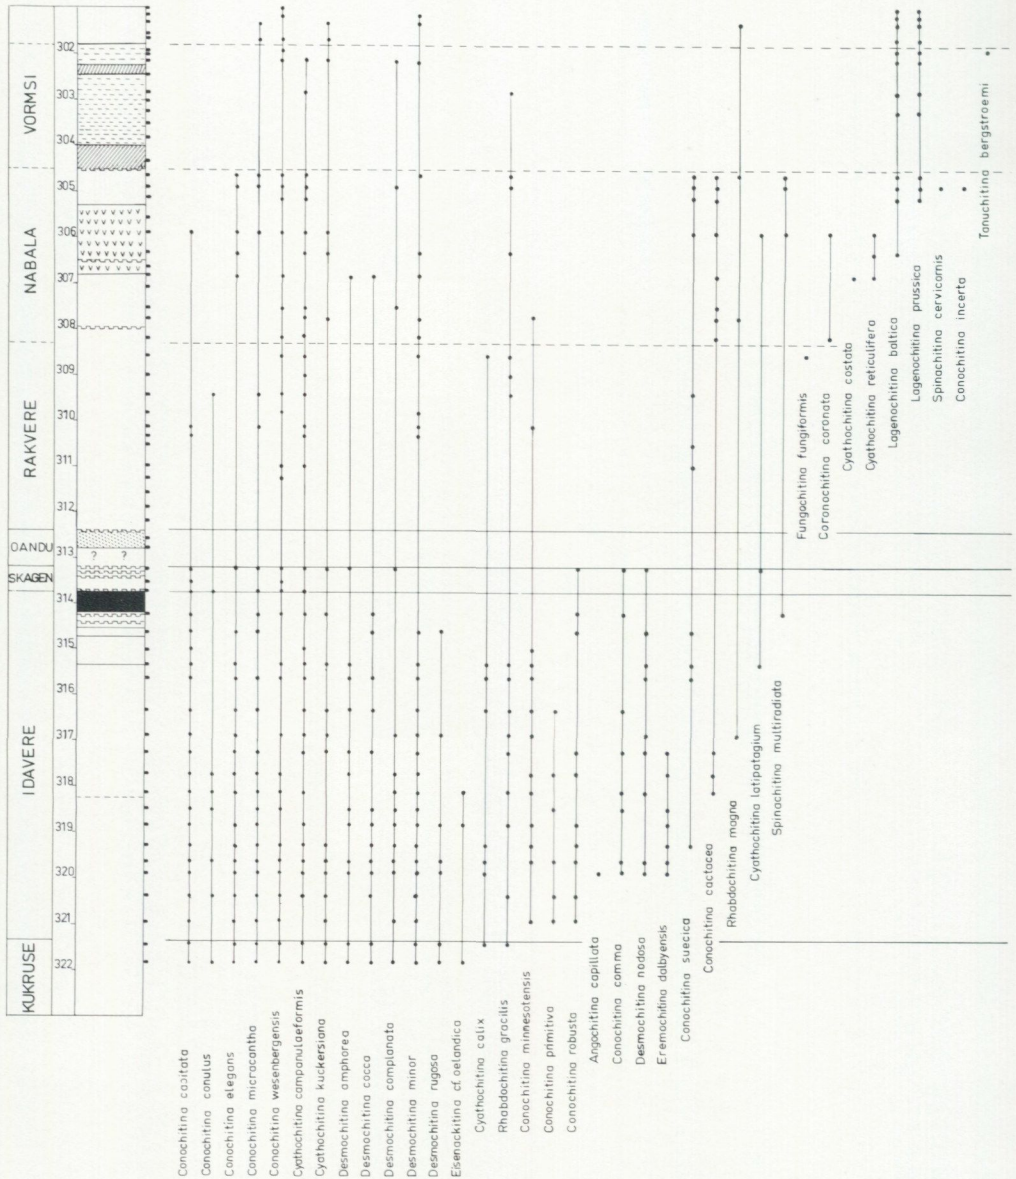 VORMSI
NABALA
RAKVERE
OANDU
SKAGEN
IDAVERE
KUKRUSE
302
303
304
305
306
307
308
309
310
311
312
313
314
315
316
317
318
319
320
321
322
? ?
Conochitina capitata
Conochitina conulus
Conochitina elegans
Conochitina micracantha
Conochitina wesenbergensis
Cyathochitina campanulaeformis
Cyathochitina kuckersiana
Desmochitina amphorea
Desmochitina cocca
Desmochitina complanata
Desmochitina minor
Desmochitina rugosa
Eisenackitina cf. oelandica
Cyathochitina calix
Rhabdochitina gracilis
Conochitina minnesotensis
Conochitina primitiva
Conochitina robusta
Angochitina capillata
Conochitina comma
Desmochitina nodosa
Eremochitina dalbyensis
Conochitina suecica
Conochitina cactacea
Rhabdochitina magna
Cyathochitina latipatagium
Spinachitina multiradiata
Fungochitina fungiformis
Coronochitina coronata
Cyathochitina costata
Cyathochitina reticulifera
Lagenochitina baltica
Lagenochitina prussica
Spinachitina cervicornis
Conochitina incerta
Tanuchitina bergstroemi